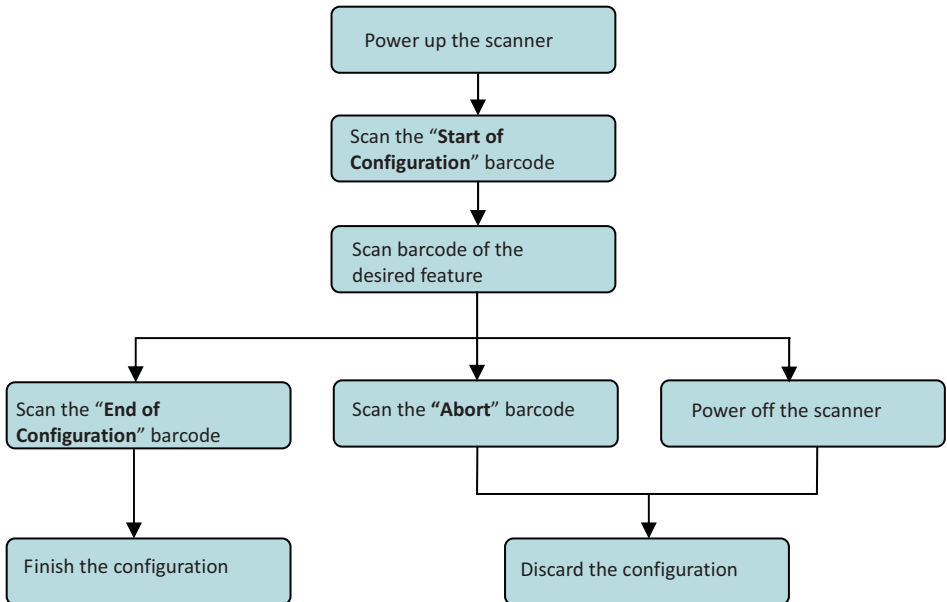 Power up the scanner
Scan the “Start of
Configuration” barcode
Scan barcode of the
desired feature
Scan the “End of
Configuration” barcode
Scan the “Abort” barcode
Power off the scanner
Finish the configuration
Discard the configuration